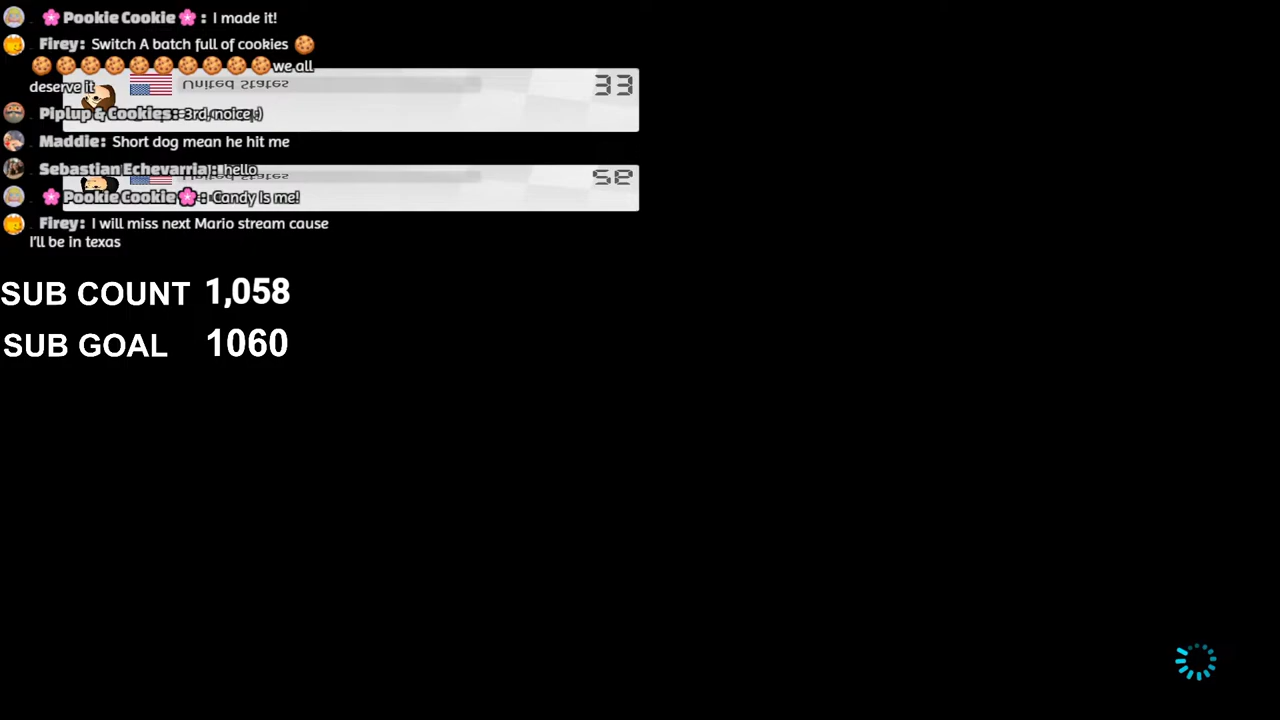 🌸 Pookie Cookie 🌸 : I made it!
Firey: Switch A batch full of cookies 🍪
🍪🍪🍪🍪🍪🍪🍪🍪🍪🍪we all
deserve it
United States
33
Piplup & Cookies: 3rd, noice :)
Maddie: Short dog mean he hit me
Sebastian Echevarria: hello
United States
🌸 Pookie Cookie 🌸 : Candy is me!
Firey: I will miss next Mario stream cause
I'll be in texas
SUB COUNT 1,058
SUB GOAL 1060